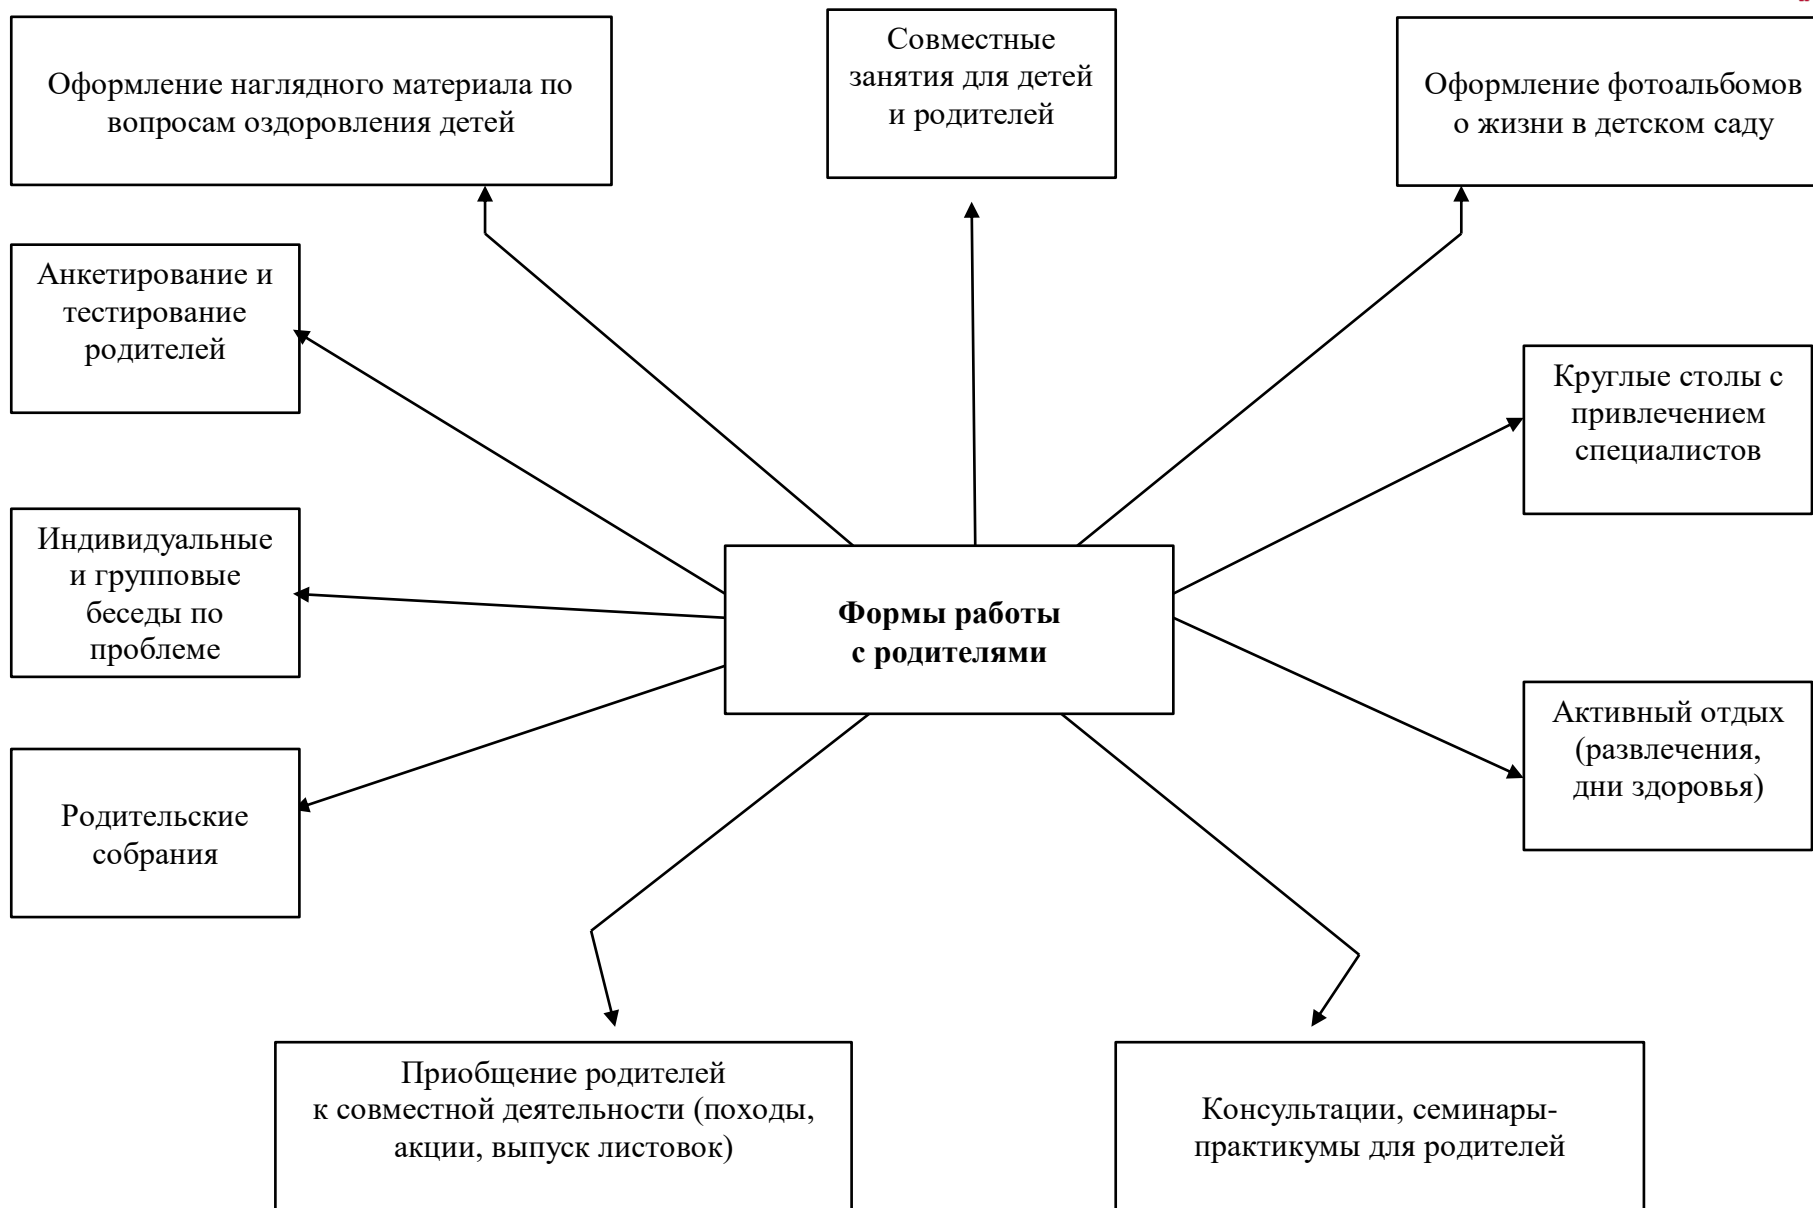 Оформление наглядного материала по
вопросам оздоровления детей
Совместные
занятия для детей
и родителей
Оформление фотоальбомов
о жизни в детском саду
Анкетирование и
тестирование
родителей
Круглые столы с
привлечением
специалистов
Индивидуальные
и групповые
беседы по
проблеме
Формы работы
с родителями
Активный отдых
(развлечения,
дни здоровья)
Родительские
собрания
Приобщение родителей
к совместной деятельности (походы,
акции, выпуск листовок)
Консультации, семинары-
практикумы для родителей